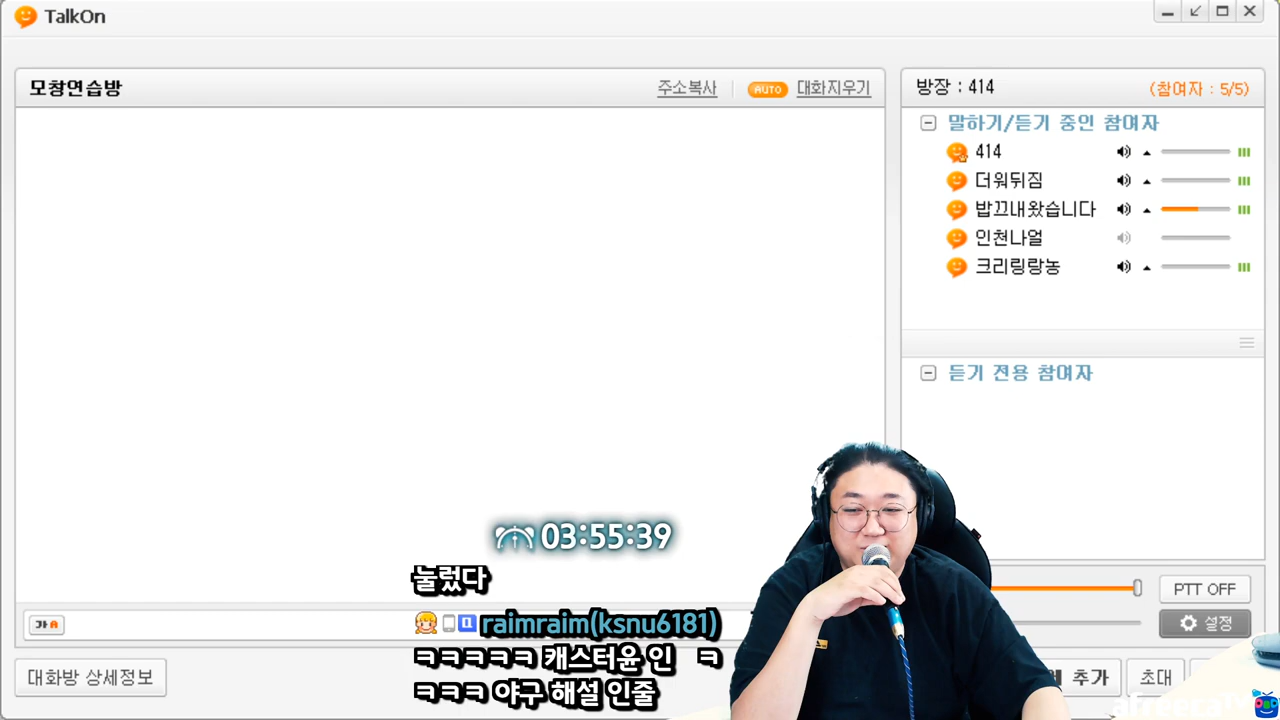 TalkOn
모창연습방
주소복사
AUTO
대화지우기
방장 : 414
(참여자 : 5/5)
말하기/듣기 중인 참여자
414
더워뒤짐
밥끄내왔습니다
인천나얼
크리링랑농
듣기 전용 참여자
03:55:39
눌렀다
raimraim(ksnu6181)
ㅋㅋㅋㅋㅋ 캐스터윤 인 ㅋ
ㅋㅋㅋ 야구 해설 인줄
가A
PTT OFF
설정
대화방 상세정보
추가
초대
afreecaTV